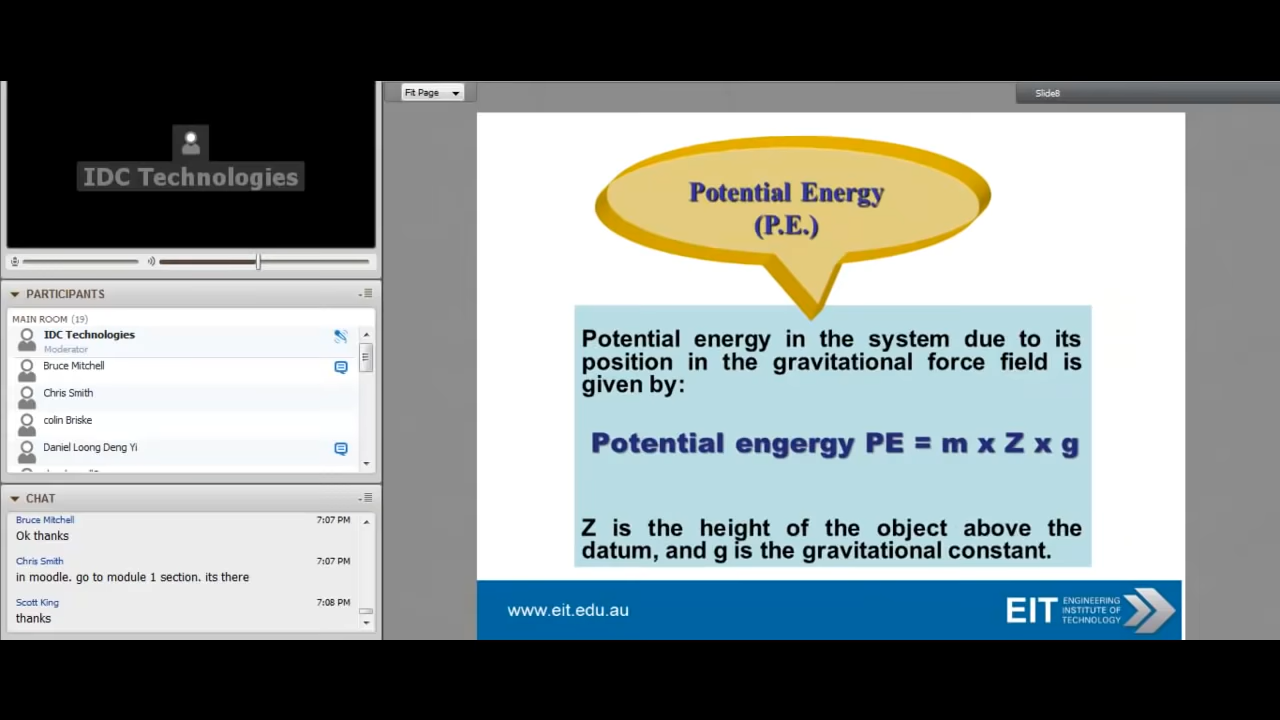 IDC Technologies
PARTICIPANTS
MAIN ROOM (19)
IDC Technologies
Moderator
Bruce Mitchell
Chris Smith
colin Briske
Daniel Loong Deng Yi
CHAT
Bruce Mitchell 7:07 PM
Ok thanks
Chris Smith 7:07 PM
in moodle. go to module 1 section. its there
Scott King 7:08 PM
thanks
Fit Page
Slide8
Potential Energy
(P.E.)
Potential energy in the system due to its
position in the gravitational force field is
given by:
Potential engergy PE = m x Z x g
Z is the height of the object above the
datum, and g is the gravitational constant.
www.eit.edu.au
EIT
ENGINEERING
INSTITUTE OF
TECHNOLOGY